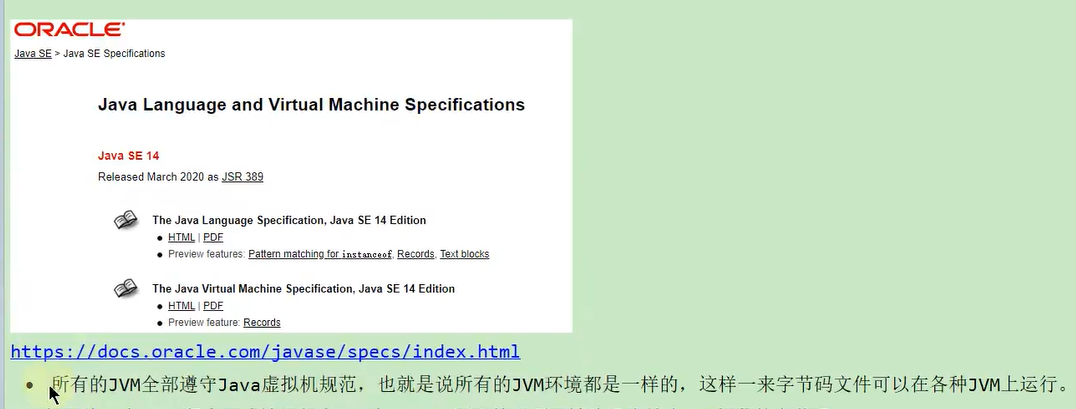 ORACLE
Java SE > Java SE Specifications
Java Language and Virtual Machine Specifications
Java SE 14
Released March 2020 as JSR 389
The Java Language Specification, Java SE 14 Edition
• HTML | PDF
• Preview features: Pattern matching for instanceof, Records, Text blocks
The Java Virtual Machine Specification, Java SE 14 Edition
• HTML | PDF
• Preview feature: Records
https://docs.oracle.com/javase/specs/index.html
• 所有的JVM全部遵守Java虚拟机规范，也就是说所有的JVM环境都是一样的，这样一来字节码文件可以在各种JVM上运行。